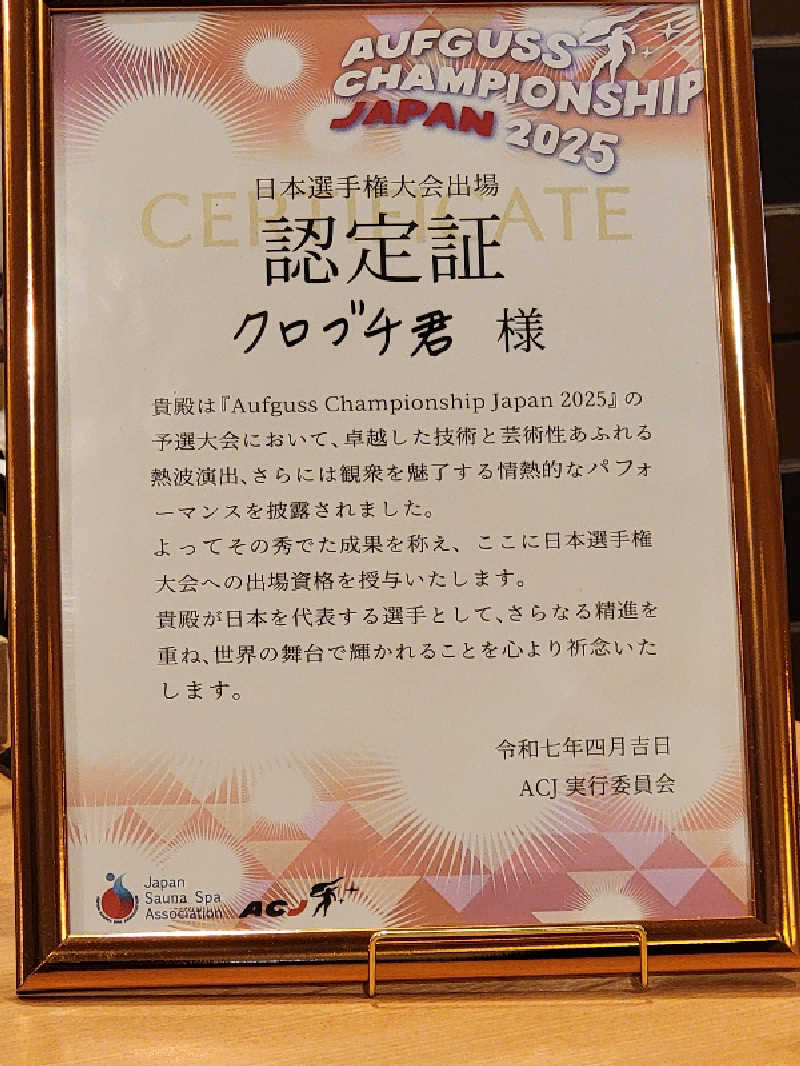 AUFGUSS
CHAMPIONSHIP
JAPAN 2025
CERTIFICATE
日本選手権大会出場
認定証
クロブチ君 様
貴殿は『Aufguss Championship Japan 2025』の
予選大会において、卓越した技術と芸術性あふれる
熱波演出、さらには観衆を魅了する情熱的なパフォ
ーマンスを披露されました。
よってその秀でた成果を称え、ここに日本選手権
大会への出場資格を授与いたします。
貴殿が日本を代表する選手として、さらなる精進を
重ね、世界の舞台で輝かれることを心より祈念いた
します。
令和七年四月吉日
ACJ 実行委員会
Japan
Sauna Spa
Association
ACJ